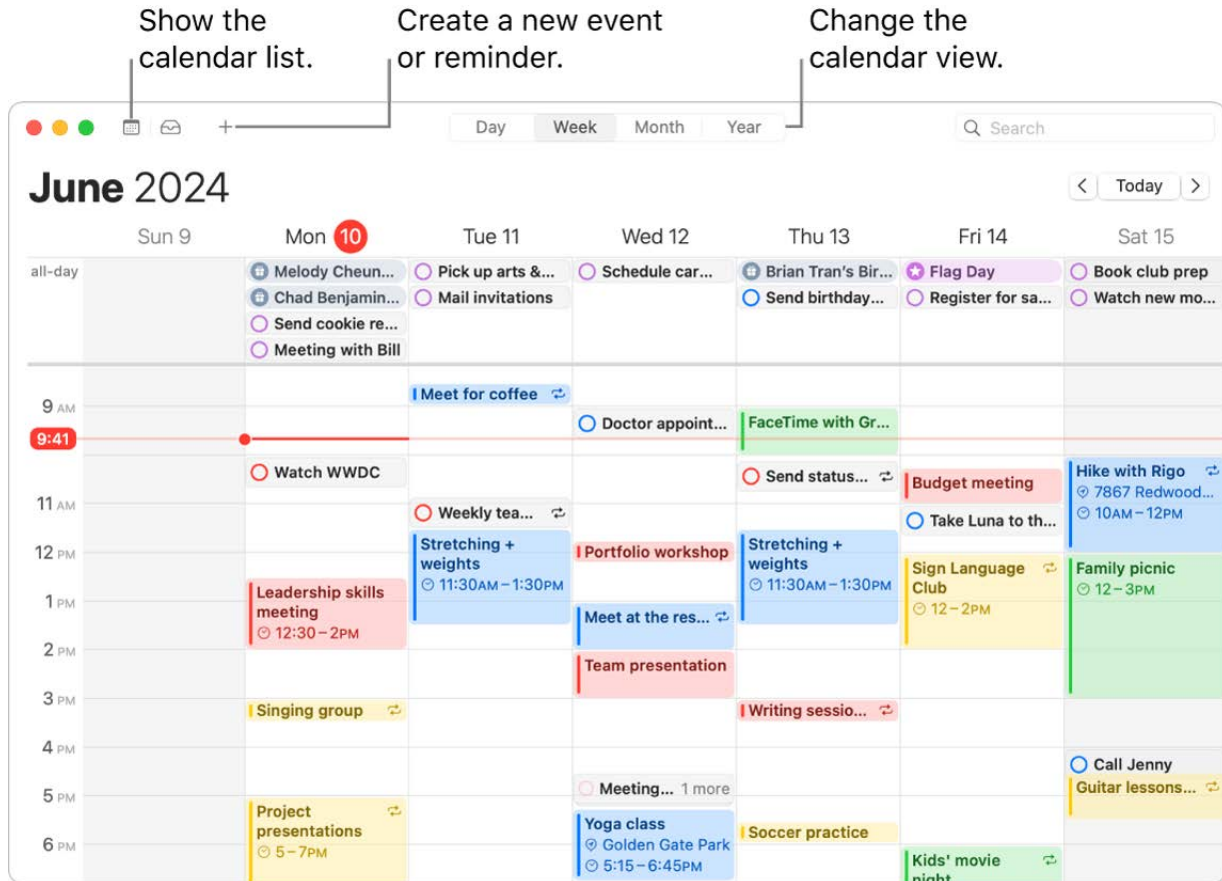 Show the
calendar list.
Create a new event
or reminder.
Change the
calendar view.
Day Week Month Year
Search
June 2024
Today
Sun 9 Mon 10 Tue 11 Wed 12 Thu 13 Fri 14 Sat 15
all-day
Melody Cheun...
Chad Benjamin...
Send cookie re...
Meeting with Bill
Pick up arts &...
Mail invitations
Schedule car...
Brian Tran's Bir...
Send birthday...
Flag Day
Register for sa...
Book club prep
Watch new mo...
9 AM
9:41
11 AM
12 PM
1 PM
2 PM
3 PM
4 PM
5 PM
6 PM
Watch WWDC
Leadership skills
meeting
12:30 – 2PM
Singing group
Project
presentations
5 – 7PM
Meet for coffee
Weekly tea...
Stretching +
weights
11:30AM – 1:30PM
Doctor appoint...
Portfolio workshop
Meet at the res...
Team presentation
Meeting... 1 more
Yoga class
Golden Gate Park
5:15 – 6:45PM
FaceTime with Gr...
Send status...
Stretching +
weights
11:30AM – 1:30PM
Writing sessio...
Soccer practice
Budget meeting
Take Luna to th...
Sign Language
Club
12 – 2PM
Kids' movie
night
Hike with Rigo
7867 Redwood...
10AM – 12PM
Family picnic
12 – 3PM
Call Jenny
Guitar lessons...